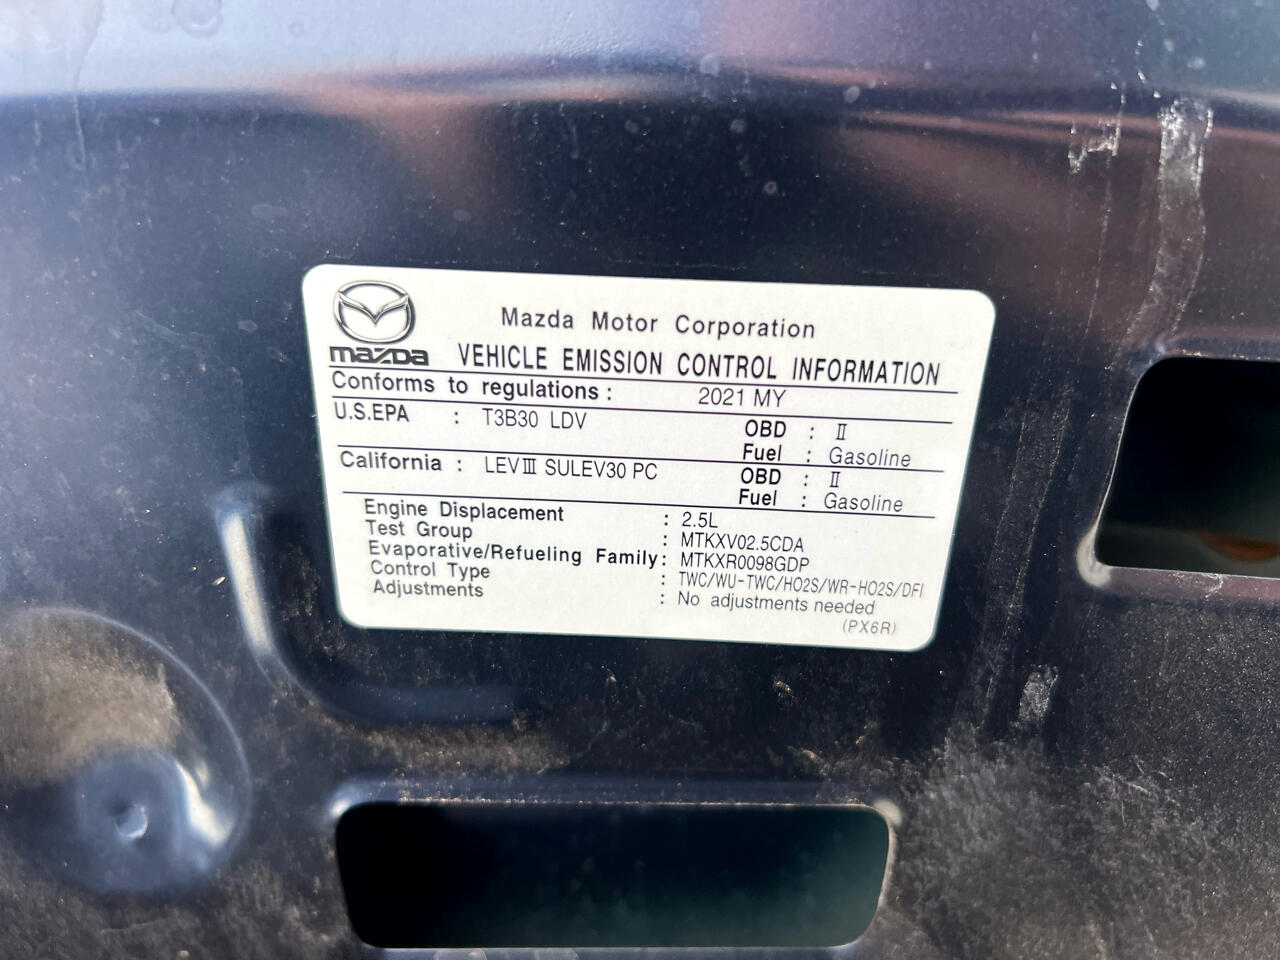 Mazda Motor Corporation
mazda VEHICLE EMISSION CONTROL INFORMATION
Conforms to regulations : 2021 MY
U.S.EPA : T3B30 LDV OBD : Ⅱ
Fuel : Gasoline
California : LEVⅢ SULEV30 PC OBD : Ⅱ
Fuel : Gasoline
Engine Displacement : 2.5L
Test Group : MTKXV02.5CDA
Evaporative/Refueling Family : MTKXR0098GDP
Control Type : TWC/WU-TWC/HO2S/WR-HO2S/DFI
Adjustments : No adjustments needed
(PX6R)